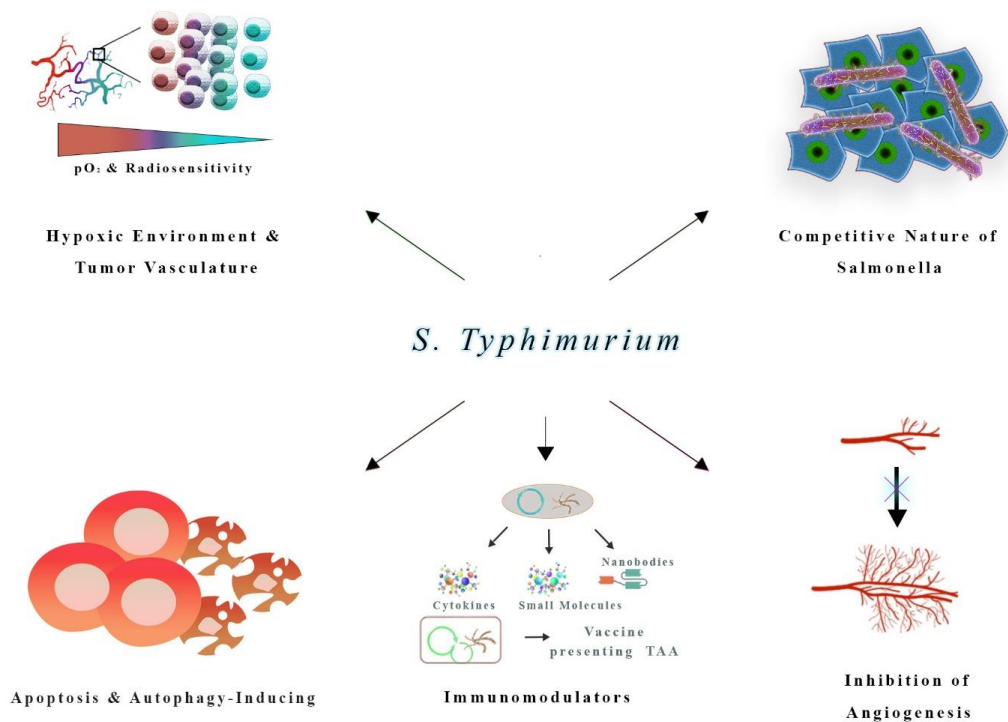 pO₂ & Radiosensitivity
Hypoxic Environment &
Tumor Vasculature
Competitive Nature of
Salmonella
S. Typhimurium
Nanobodies
Cytokines
Small Molecules
Vaccine
presenting TAA
Apoptosis & Autophagy-Inducing
Immunomodulators
Inhibition of
Angiogenesis